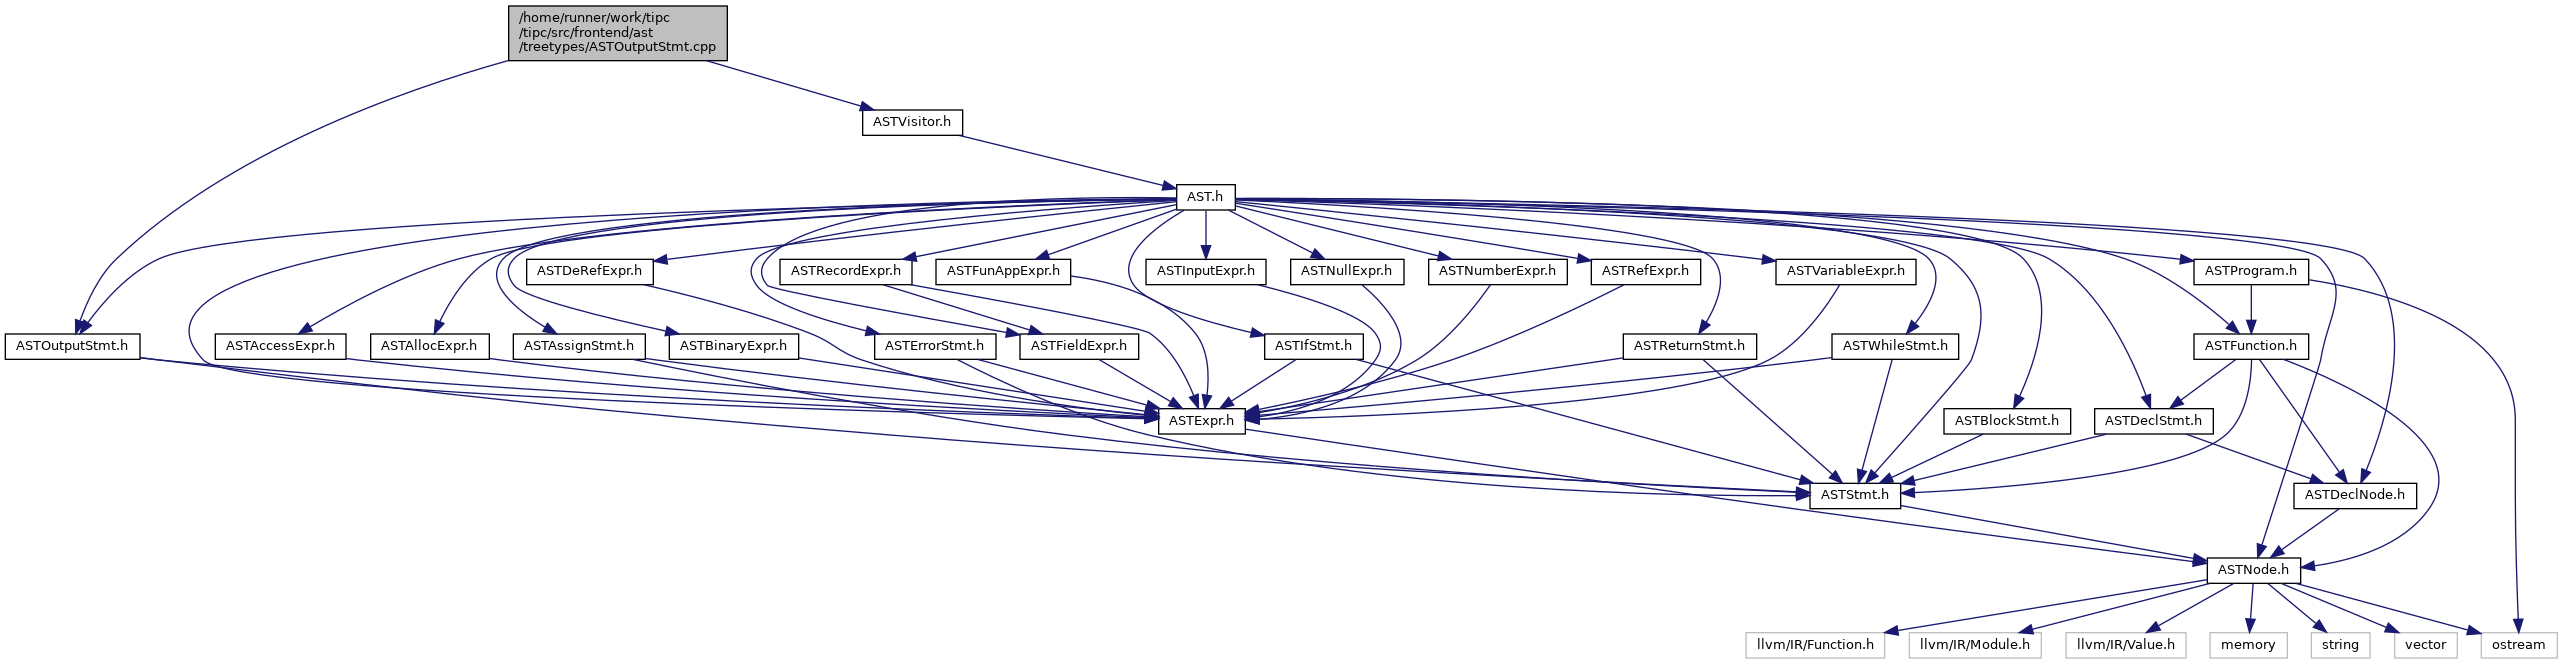 /home/runner/work/tipc
/tipc/src/frontend/ast
/treetypes/ASTOutputStmt.cpp
ASTVisitor.h
AST.h
ASTDeRefExpr.h
ASTRecordExpr.h
ASTFunAppExpr.h
ASTInputExpr.h
ASTNullExpr.h
ASTNumberExpr.h
ASTRefExpr.h
ASTVariableExpr.h
ASTProgram.h
ASTOutputStmt.h
ASTAccessExpr.h
ASTAllocExpr.h
ASTAssignStmt.h
ASTBinaryExpr.h
ASTErrorStmt.h
ASTFieldExpr.h
ASTIfStmt.h
ASTReturnStmt.h
ASTWhileStmt.h
ASTFunction.h
ASTExpr.h
ASTBlockStmt.h
ASTDeclStmt.h
ASTStmt.h
ASTDeclNode.h
ASTNode.h
llvm/IR/Function.h
llvm/IR/Module.h
llvm/IR/Value.h
memory
string
vector
ostream